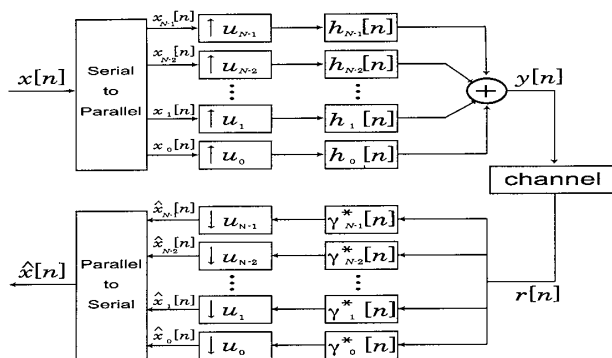 x[n]
Serial
to
Parallel
x_{N-1}[n] ↑ u_{N-1} h_{N-1}[n]
x_{N-2}[n] ↑ u_{N-2} h_{N-2}[n]
x_1[n] ↑ u_1 h_1[n]
x_0[n] ↑ u_0 h_0[n]
+
y[n]
channel
r[n]
x̂_{N-1}[n] ↓ u_{N-1} γ*_{N-1}[n]
x̂_{N-2}[n] ↓ u_{N-2} γ*_{N-2}[n]
x̂_1[n] ↓ u_1 γ*_1[n]
x̂_0[n] ↓ u_0 γ*_0[n]
Parallel
to
Serial
x̂[n]